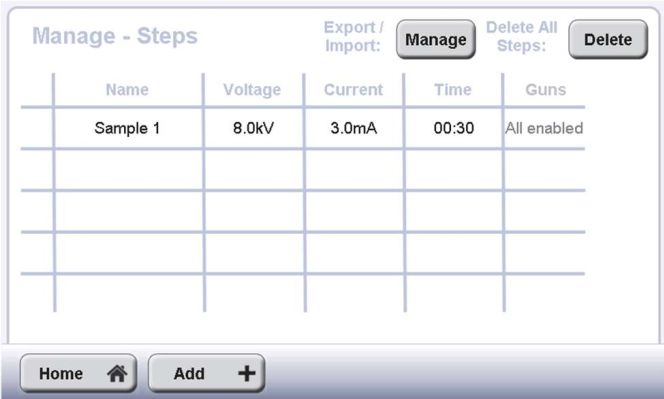 Manage - Steps
Export / Import:
Manage
Delete All Steps:
Delete
Name Voltage Current Time Guns
Sample 1 8.0kV 3.0mA 00:30 All enabled
Home
Add